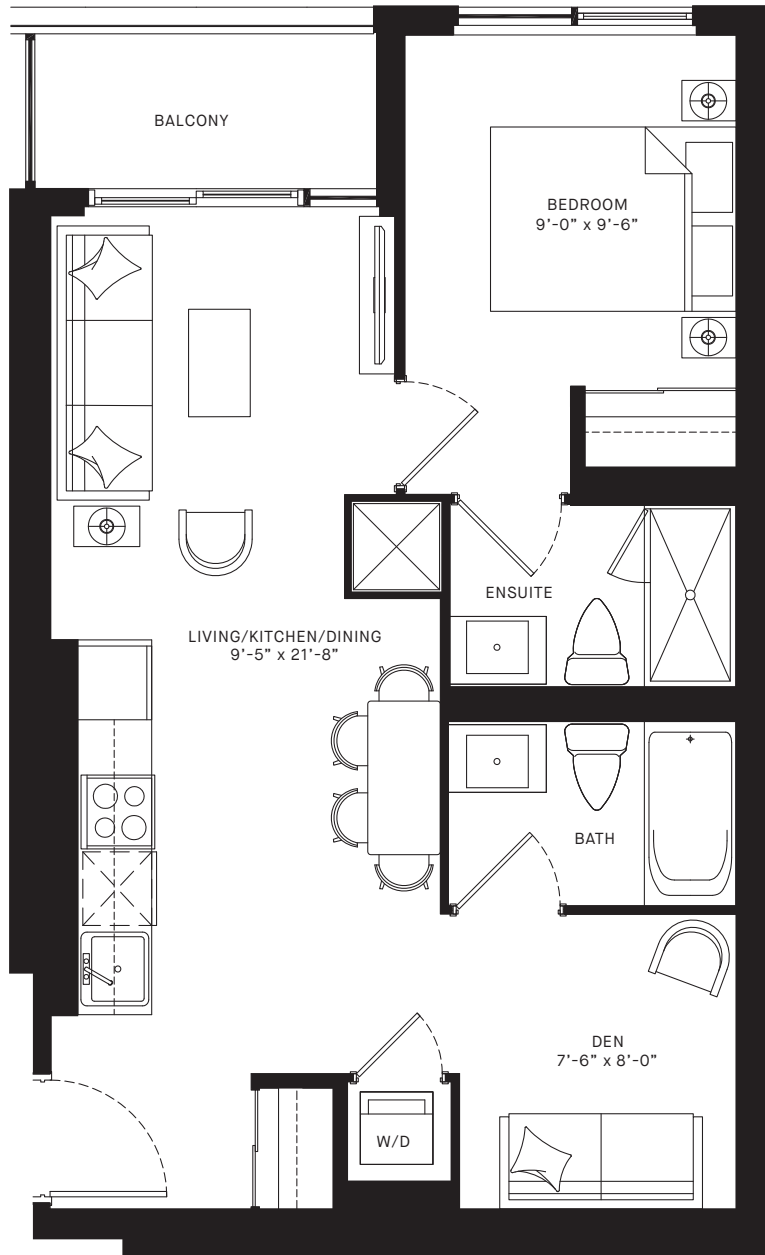 BALCONY
BEDROOM
9'-0” x 9'-6”
ENSUITE
LIVING/KITCHEN/DINING
9'-5” x 21'-8”
BATH
DEN
7'-6” x 8'-0”
W/D